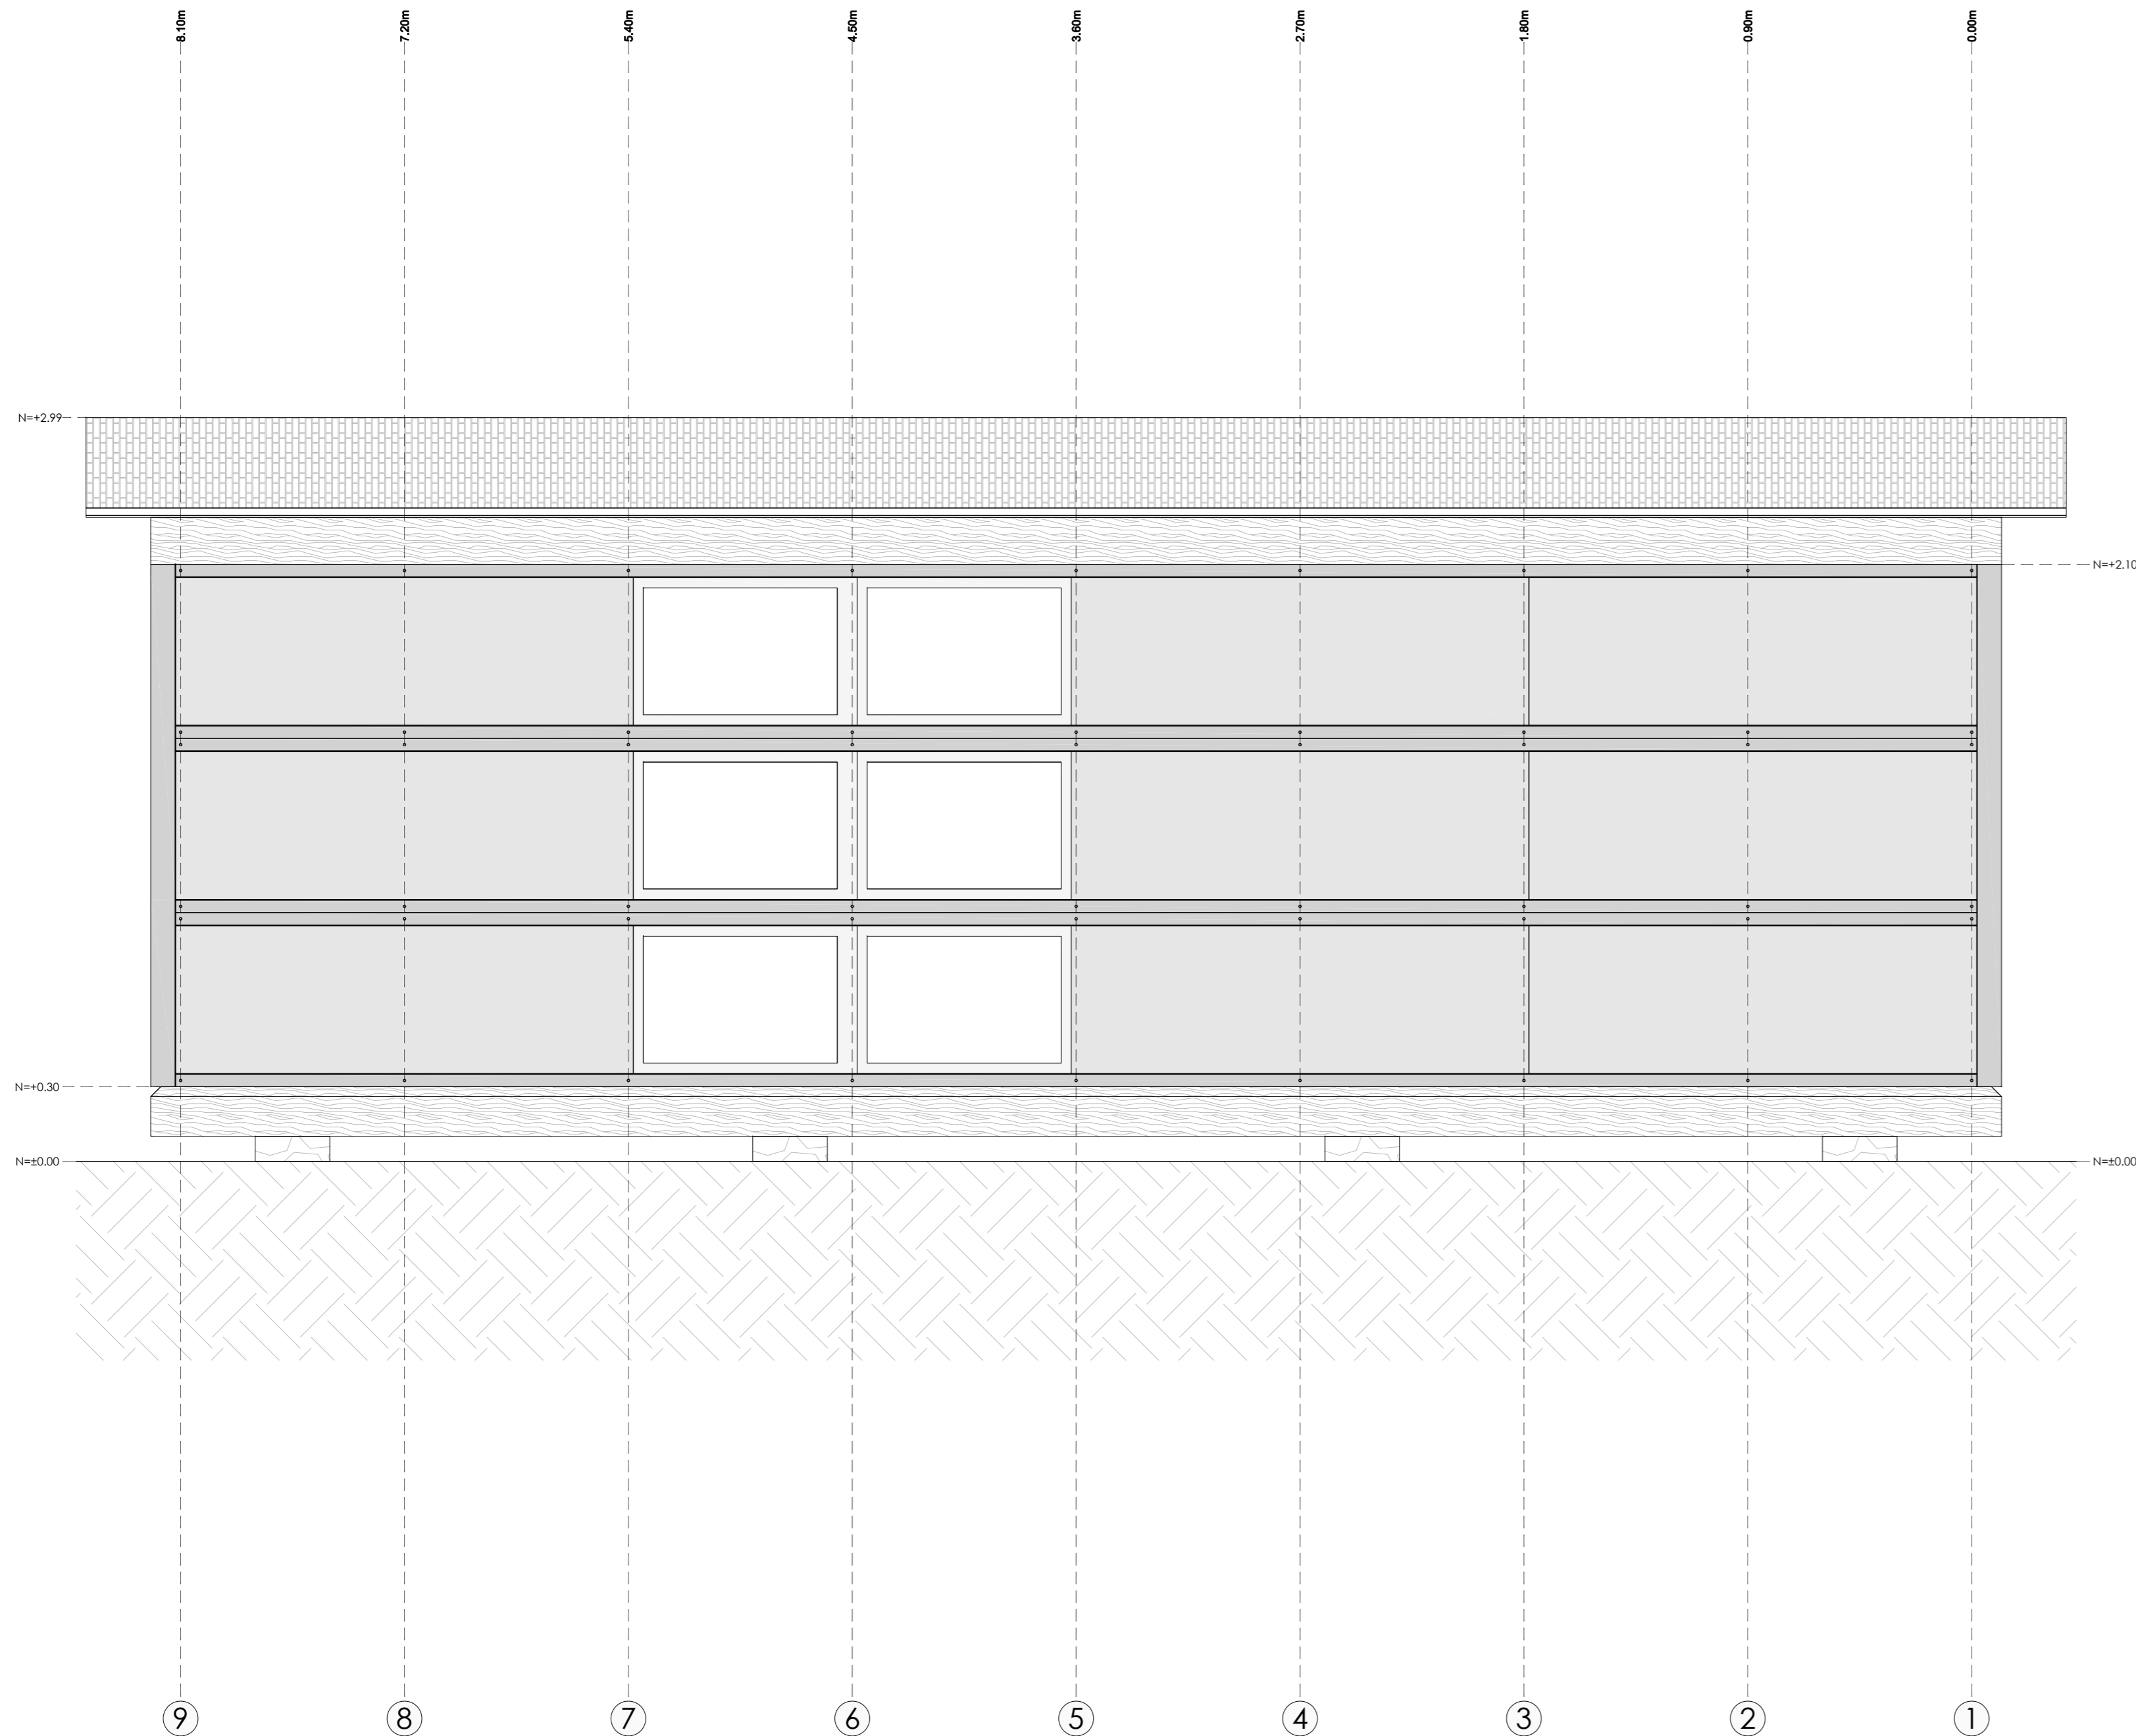 8.10m
7.20m
5.40m
4.50m
3.60m
2.70m
1.80m
0.90m
0.00m
N=+2.99
N=+2.10
N=+0.30
N=±0.00
N=±0.00
9
8
7
6
5
4
3
2
1